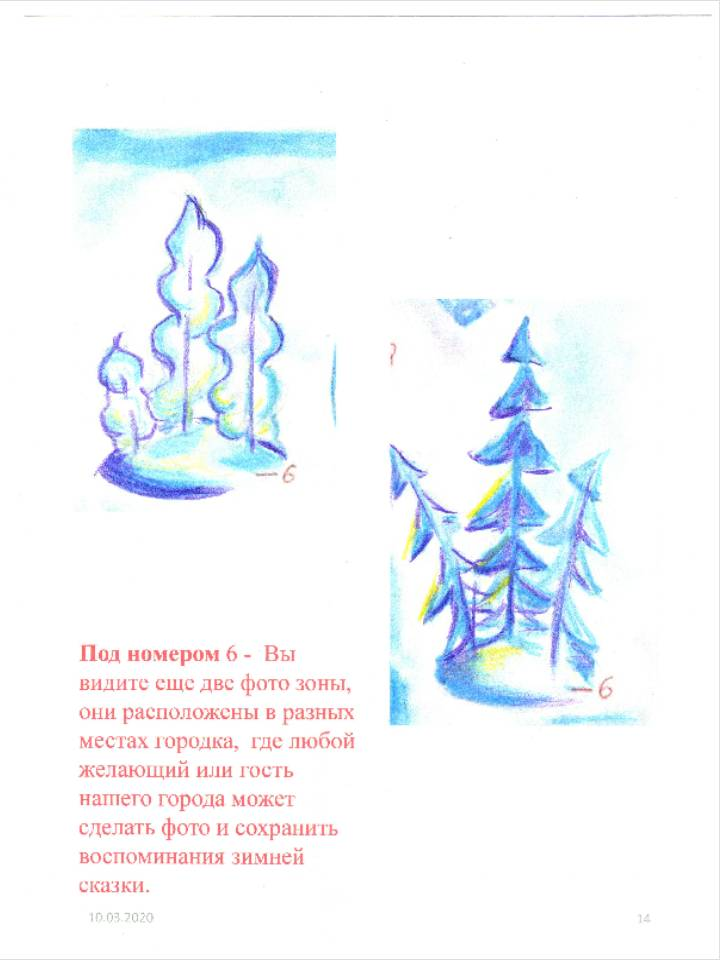 6
6
Под номером 6 - Вы
видите еще две фото зоны,
они расположены в разных
местах городка, где любой
желающий или гость
нашего города может
сделать фото и сохранить
воспоминания зимней
сказки.
10.03.2020
14